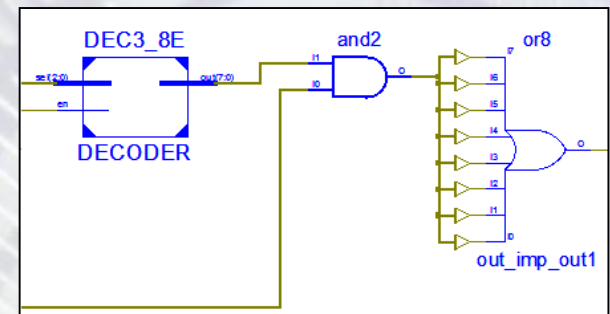 DEC3_8E
and2
or8
sel(2:0)
out(7:0)
en
DECODER
I1
I0
O
I7
I6
I5
I4
I3
I2
I1
I0
O
out_imp_out1